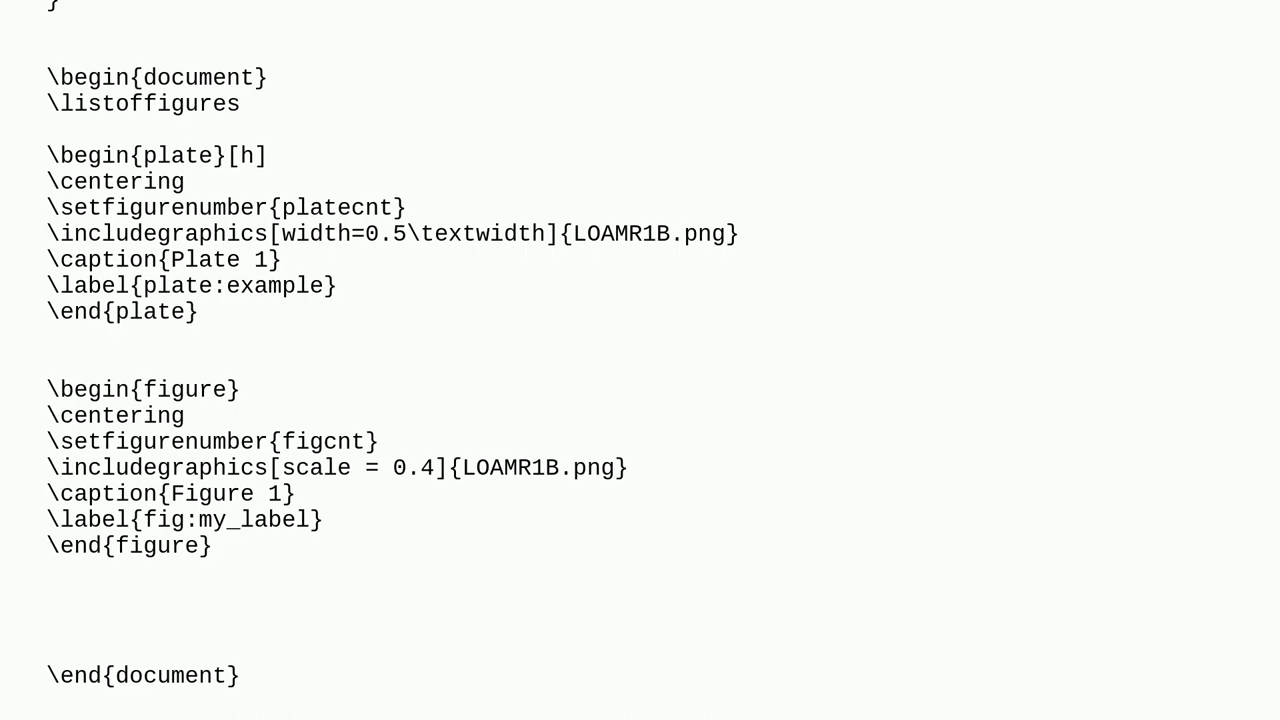 }
\begin{document}
\listoffigures
\begin{plate}[h]
\centering
\setfigurenumber{platecnt}
\includegraphics[width=0.5\textwidth]{LOAMR1B.png}
\caption{Plate 1}
\label{plate:example}
\end{plate}
\begin{figure}
\centering
\setfigurenumber{figcnt}
\includegraphics[scale = 0.4]{LOAMR1B.png}
\caption{Figure 1}
\label{fig:my_label}
\end{figure}
\end{document}